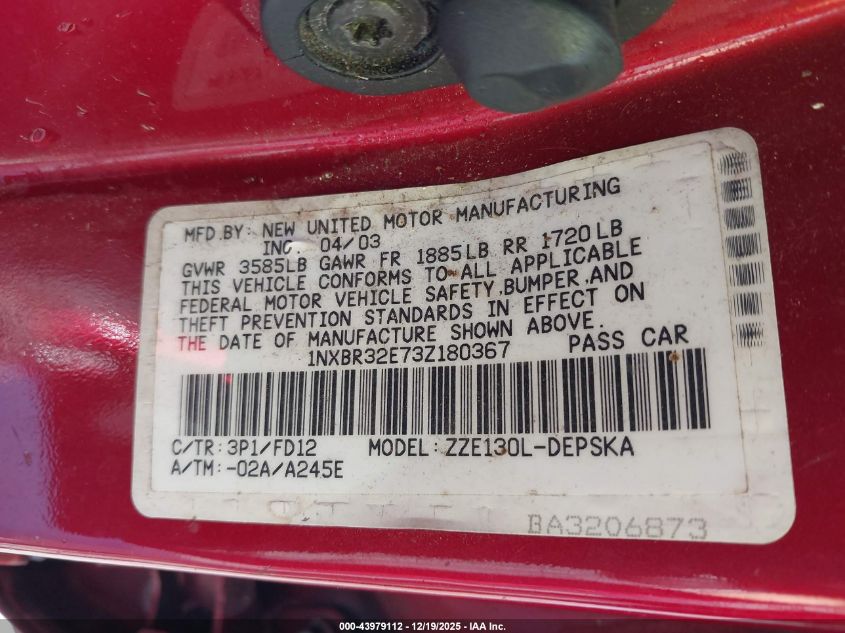 MFD.BY: NEW UNITED MOTOR MANUFACTURING
INC. 04/03
GVWR 3585LB GAWR FR 1885LB RR 1720LB
THIS VEHICLE CONFORMS TO ALL APPLICABLE
FEDERAL MOTOR VEHICLE SAFETY,BUMPER,AND
THEFT PREVENTION STANDARDS IN EFFECT ON
THE DATE OF MANUFACTURE SHOWN ABOVE.
1NXBR32E73Z180367 PASS CAR
C/TR: 3P1/FD12 MODEL: ZZE130L-DEPSKA
A/TM: -02A/A245E
BA3206873
000-43979112 • 12/19/2025 - IAA Inc.